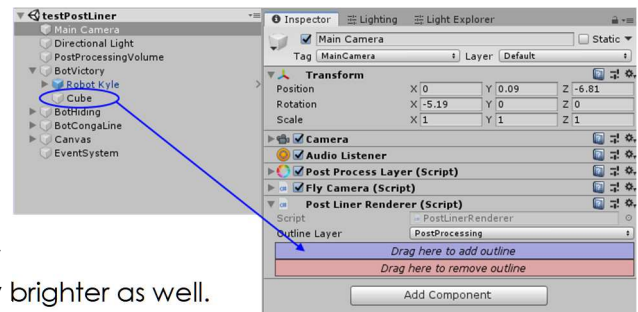 testPostLiner
Main Camera
Directional Light
PostProcessingVolume
BotVictory
Robot Kyle
Cube
BotHiding
BotCongaLine
Canvas
EventSystem
brighter as well.
Inspector Lighting Light Explorer
Main Camera Static
Tag MainCamera Layer Default
Transform
Position X 0 Y 0.09 Z -6.81
Rotation X -5.19 Y 0 Z 0
Scale X 1 Y 1 Z 1
Camera
Audio Listener
Post Process Layer (Script)
Fly Camera (Script)
Post Liner Renderer (Script)
Script PostLinerRenderer
Outline Layer PostProcessing
Drag here to add outline
Drag here to remove outline
Add Component